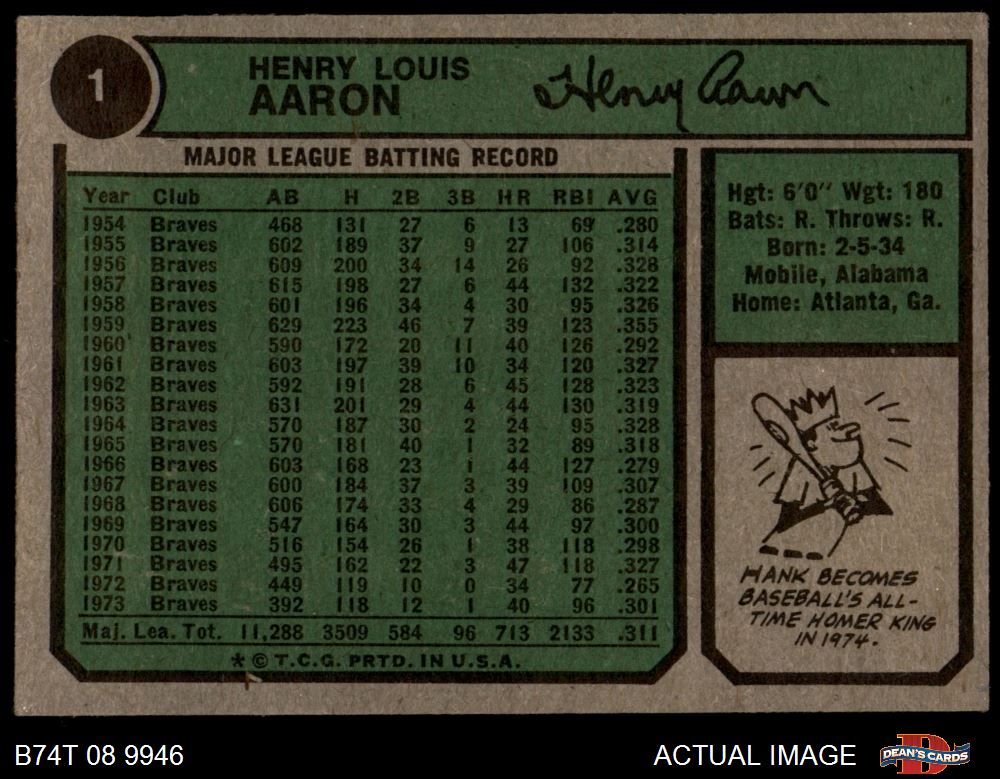 1
HENRY LOUIS
AARON
Henry Aaron
MAJOR LEAGUE BATTING RECORD
Year Club AB H 2B 3B HR RBI AVG
1954 Braves 468 131 27 6 13 69 .280
1955 Braves 602 189 37 9 27 106 .314
1956 Braves 609 200 34 14 26 92 .328
1957 Braves 615 198 27 6 44 132 .322
1958 Braves 601 196 34 4 30 95 .326
1959 Braves 629 223 46 7 39 123 .355
1960 Braves 590 172 20 11 40 126 .292
1961 Braves 603 197 39 10 34 120 .327
1962 Braves 592 191 28 6 45 128 .323
1963 Braves 631 201 29 4 44 130 .319
1964 Braves 570 187 30 2 24 95 .328
1965 Braves 570 181 40 1 32 89 .318
1966 Braves 603 168 23 1 44 127 .279
1967 Braves 600 184 37 3 39 109 .307
1968 Braves 606 174 33 4 29 86 .287
1969 Braves 547 164 30 3 44 97 .300
1970 Braves 516 154 26 1 38 118 .298
1971 Braves 495 162 22 3 47 118 .327
1972 Braves 449 119 10 0 34 77 .265
1973 Braves 392 118 12 1 40 96 .301
Maj. Lea. Tot. 11,288 3509 584 96 713 2133 .311
* © T.C.G. PRTD. IN U.S.A.
Hgt: 6'0" Wgt: 180
Bats: R. Throws: R.
Born: 2-5-34
Mobile, Alabama
Home: Atlanta, Ga.
HANK BECOMES
BASEBALL'S ALL-
TIME HOMER KING
IN 1974.
B74T 08 9946
ACTUAL IMAGE
DEAN'S CARDS